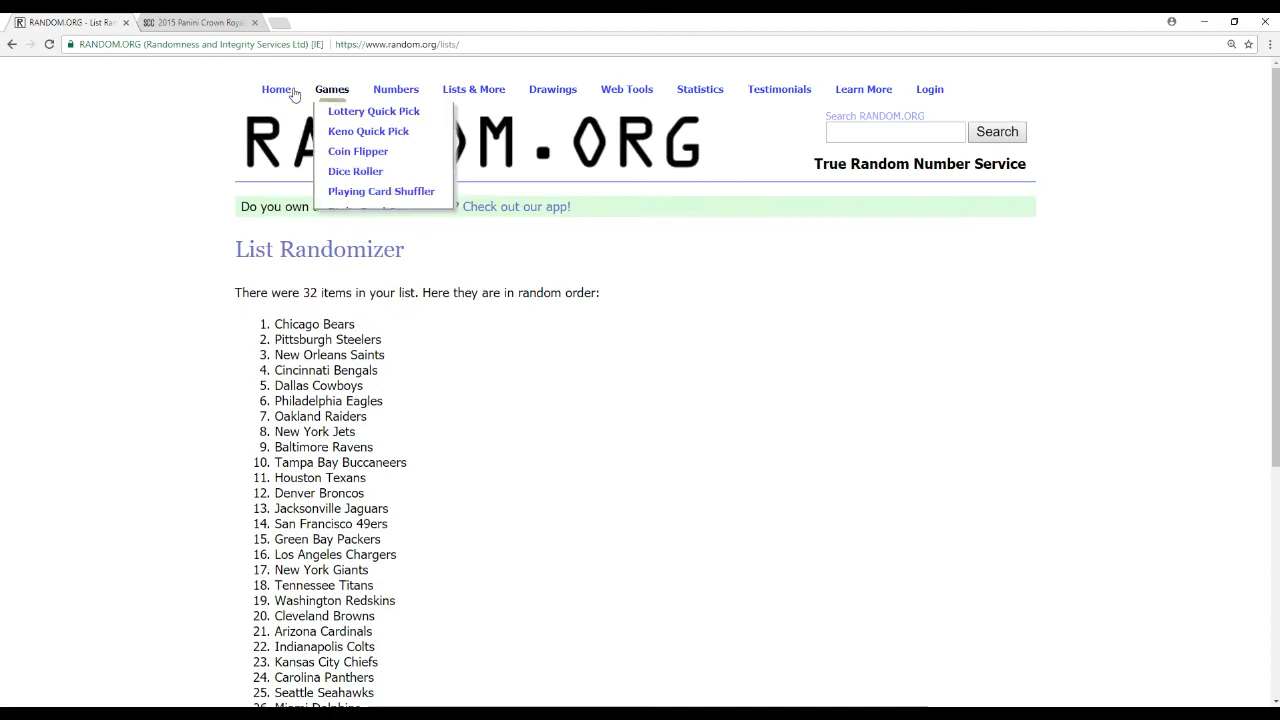 RANDOM.ORG - List Ran
SCC 2015 Panini Crown Royal
RANDOM.ORG (Randomness and Integrity Services Ltd) [IE] https://www.random.org/lists/
Home Games Numbers Lists & More Drawings Web Tools Statistics Testimonials Learn More Login
Lottery Quick Pick
Keno Quick Pick
Coin Flipper
Dice Roller
Playing Card Shuffler
Search RANDOM.ORG
Search
True Random Number Service
Do you own ? Check out our app!
List Randomizer
There were 32 items in your list. Here they are in random order:
1. Chicago Bears
2. Pittsburgh Steelers
3. New Orleans Saints
4. Cincinnati Bengals
5. Dallas Cowboys
6. Philadelphia Eagles
7. Oakland Raiders
8. New York Jets
9. Baltimore Ravens
10. Tampa Bay Buccaneers
11. Houston Texans
12. Denver Broncos
13. Jacksonville Jaguars
14. San Francisco 49ers
15. Green Bay Packers
16. Los Angeles Chargers
17. New York Giants
18. Tennessee Titans
19. Washington Redskins
20. Cleveland Browns
21. Arizona Cardinals
22. Indianapolis Colts
23. Kansas City Chiefs
24. Carolina Panthers
25. Seattle Seahawks
26. Miami Dolphins